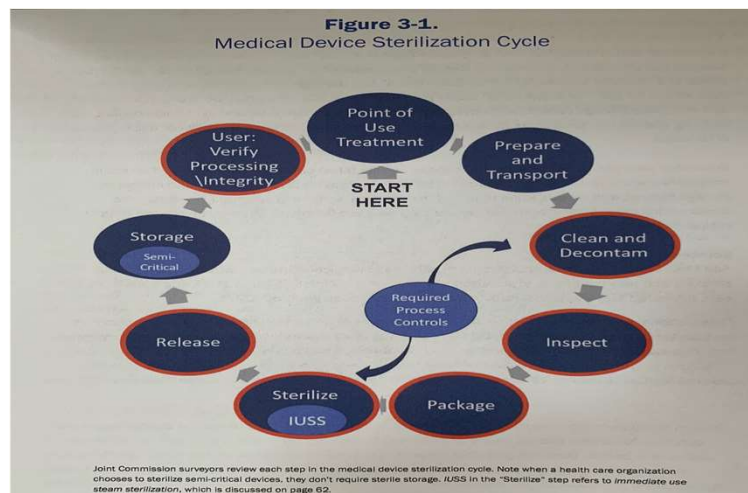 Figure 3-1.
Medical Device Sterilization Cycle
Point of
Use
Treatment
START
HERE
Prepare
and
Transport
Clean and
Decontam
Inspect
Package
Sterilize
IUSS
Release
Storage
Semi-
Critical
User:
Verify
Processing
\Integrity
Required
Process
Controls
Joint Commission surveyors review each step in the medical device sterilization cycle. Note when a health care organization
chooses to sterilize semi-critical devices, they don't require sterile storage. IUSS in the "Sterilize" step refers to immediate use
steam sterilization, which is discussed on page 62.